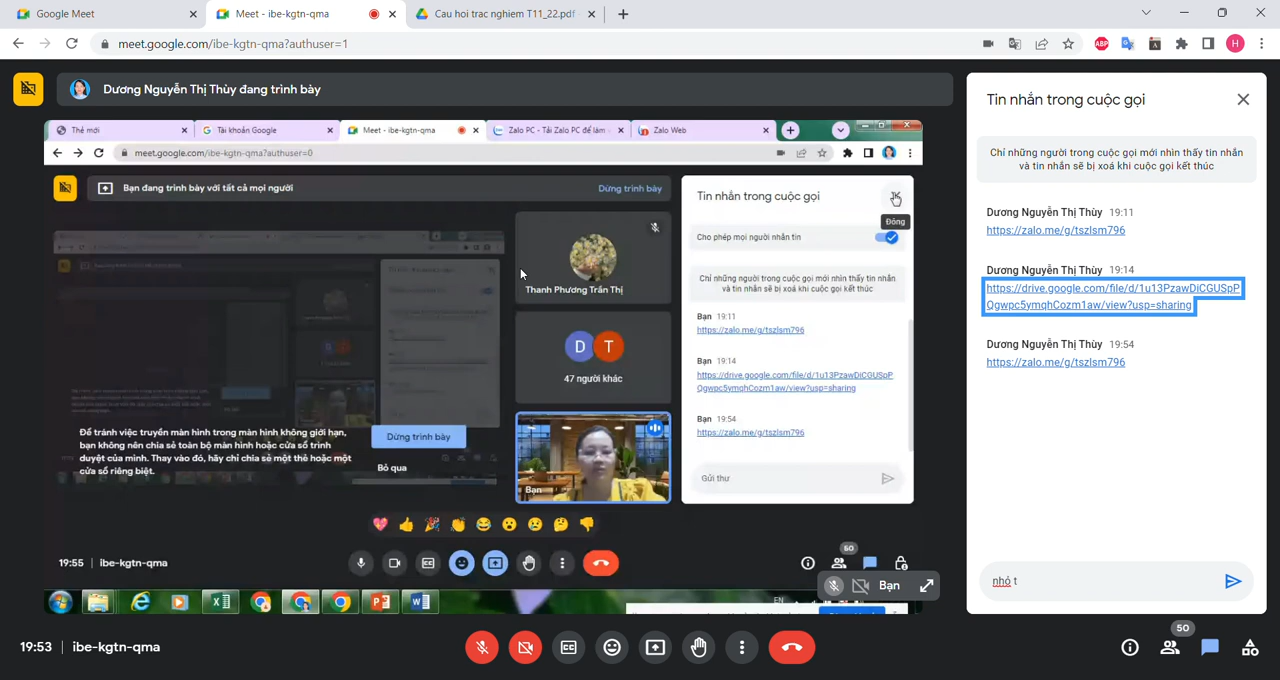 Google Meet
Meet - ibe-kgtn-qma
Cau hoi trac nghiem T11_22.pdf
meet.google.com/ibe-kgtn-qma?authuser=1
ABP
H
Dương Nguyễn Thị Thùy đang trình bày
Thẻ mới
Tài khoản Google
Meet - ibe-kgtn-qma
Zalo PC - Tải Zalo PC để làm
Zalo Web
meet.google.com/ibe-kgtn-qma?authuser=0
Bạn đang trình bày với tất cả mọi người
Dừng trình bày
Thanh Phương Trần Thị
D T
47 người khác
Bạn
Để tránh việc truyền màn hình trong màn hình không giới hạn,
bạn không nên chia sẻ toàn bộ màn hình hoặc cửa sổ trình
duyệt của mình. Thay vào đó, hãy chỉ chia sẻ một thẻ hoặc một
cửa sổ riêng biệt.
Dừng trình bày
Bỏ qua
Tin nhắn trong cuộc gọi
Đóng
Cho phép mọi người nhắn tin
Chỉ những người trong cuộc gọi mới nhìn thấy tin nhắn
và tin nhắn sẽ bị xoá khi cuộc gọi kết thúc
Bạn 19:11
https://zalo.me/g/tszlsm796
Bạn 19:14
https://drive.google.com/file/d/1u13PzawDiCGUSpP
Qgwpc5ymqhCozm1aw/view?usp=sharing
Bạn 19:54
https://zalo.me/g/tszlsm796
Gửi thư
19:55 | ibe-kgtn-qma
50
Bạn
EN
19:53 | ibe-kgtn-qma
Tin nhắn trong cuộc gọi
Chỉ những người trong cuộc gọi mới nhìn thấy tin nhắn
và tin nhắn sẽ bị xoá khi cuộc gọi kết thúc
Dương Nguyễn Thị Thùy 19:11
https://zalo.me/g/tszlsm796
Dương Nguyễn Thị Thùy 19:14
https://drive.google.com/file/d/1u13PzawDiCGUSpP
Qgwpc5ymqhCozm1aw/view?usp=sharing
Dương Nguyễn Thị Thùy 19:54
https://zalo.me/g/tszlsm796
nhó t
50